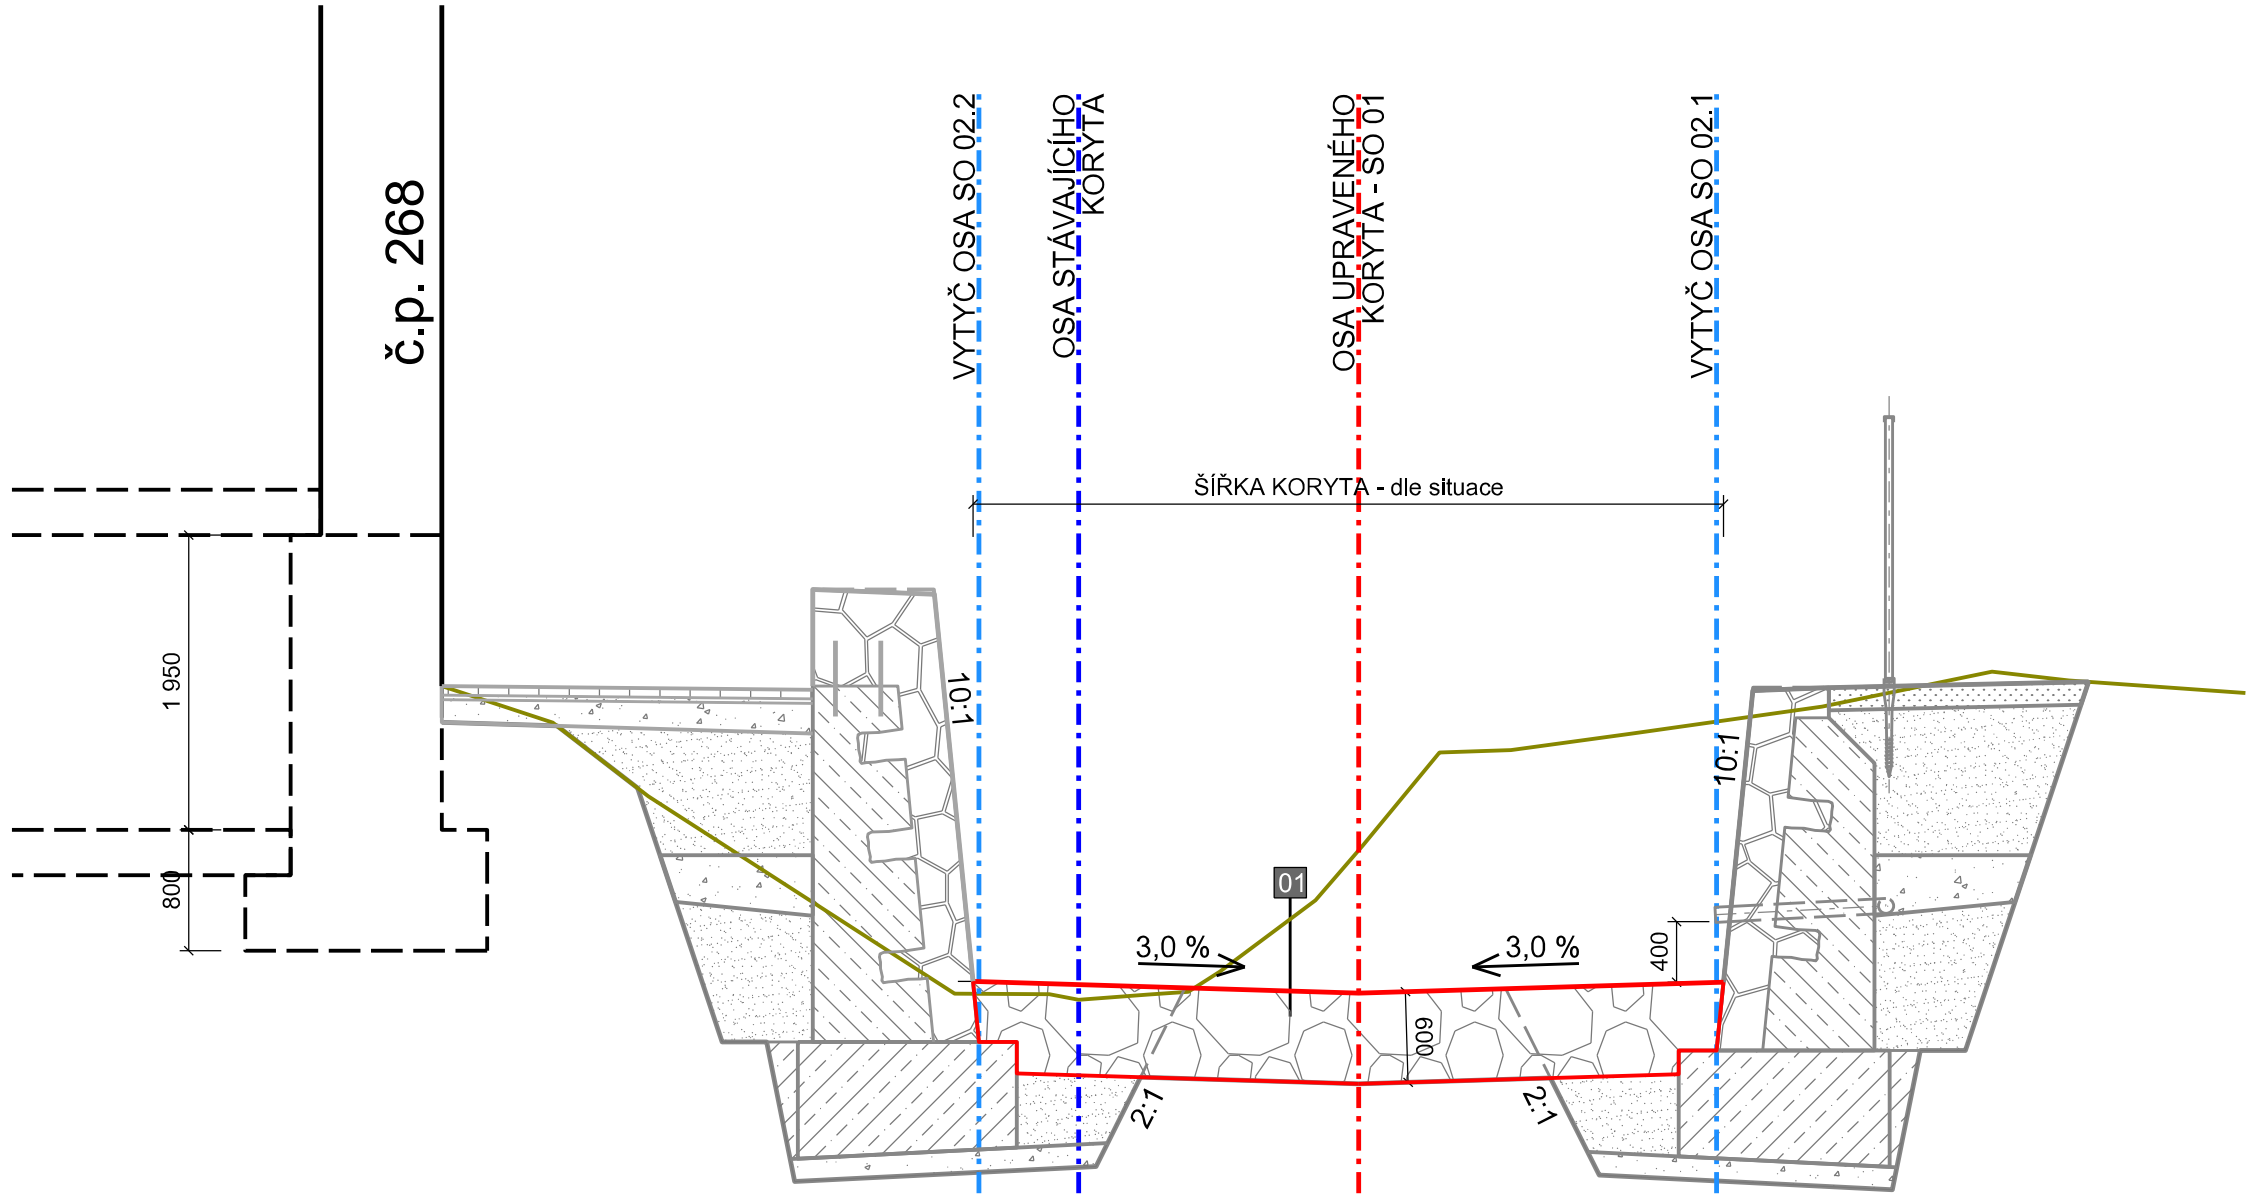 č.p. 268
VYTYČ OSA SO 02.2
OSA STÁVAJÍCÍHO
KORYTA
OSA UPRAVENÉHO
KORYTA - SO 01
VYTYČ OSA SO 02.1
ŠÍŘKA KORYTA - dle situace
1 950
800
10:1
10:1
01
3,0 %
3,0 %
400
600
2:1
2:1